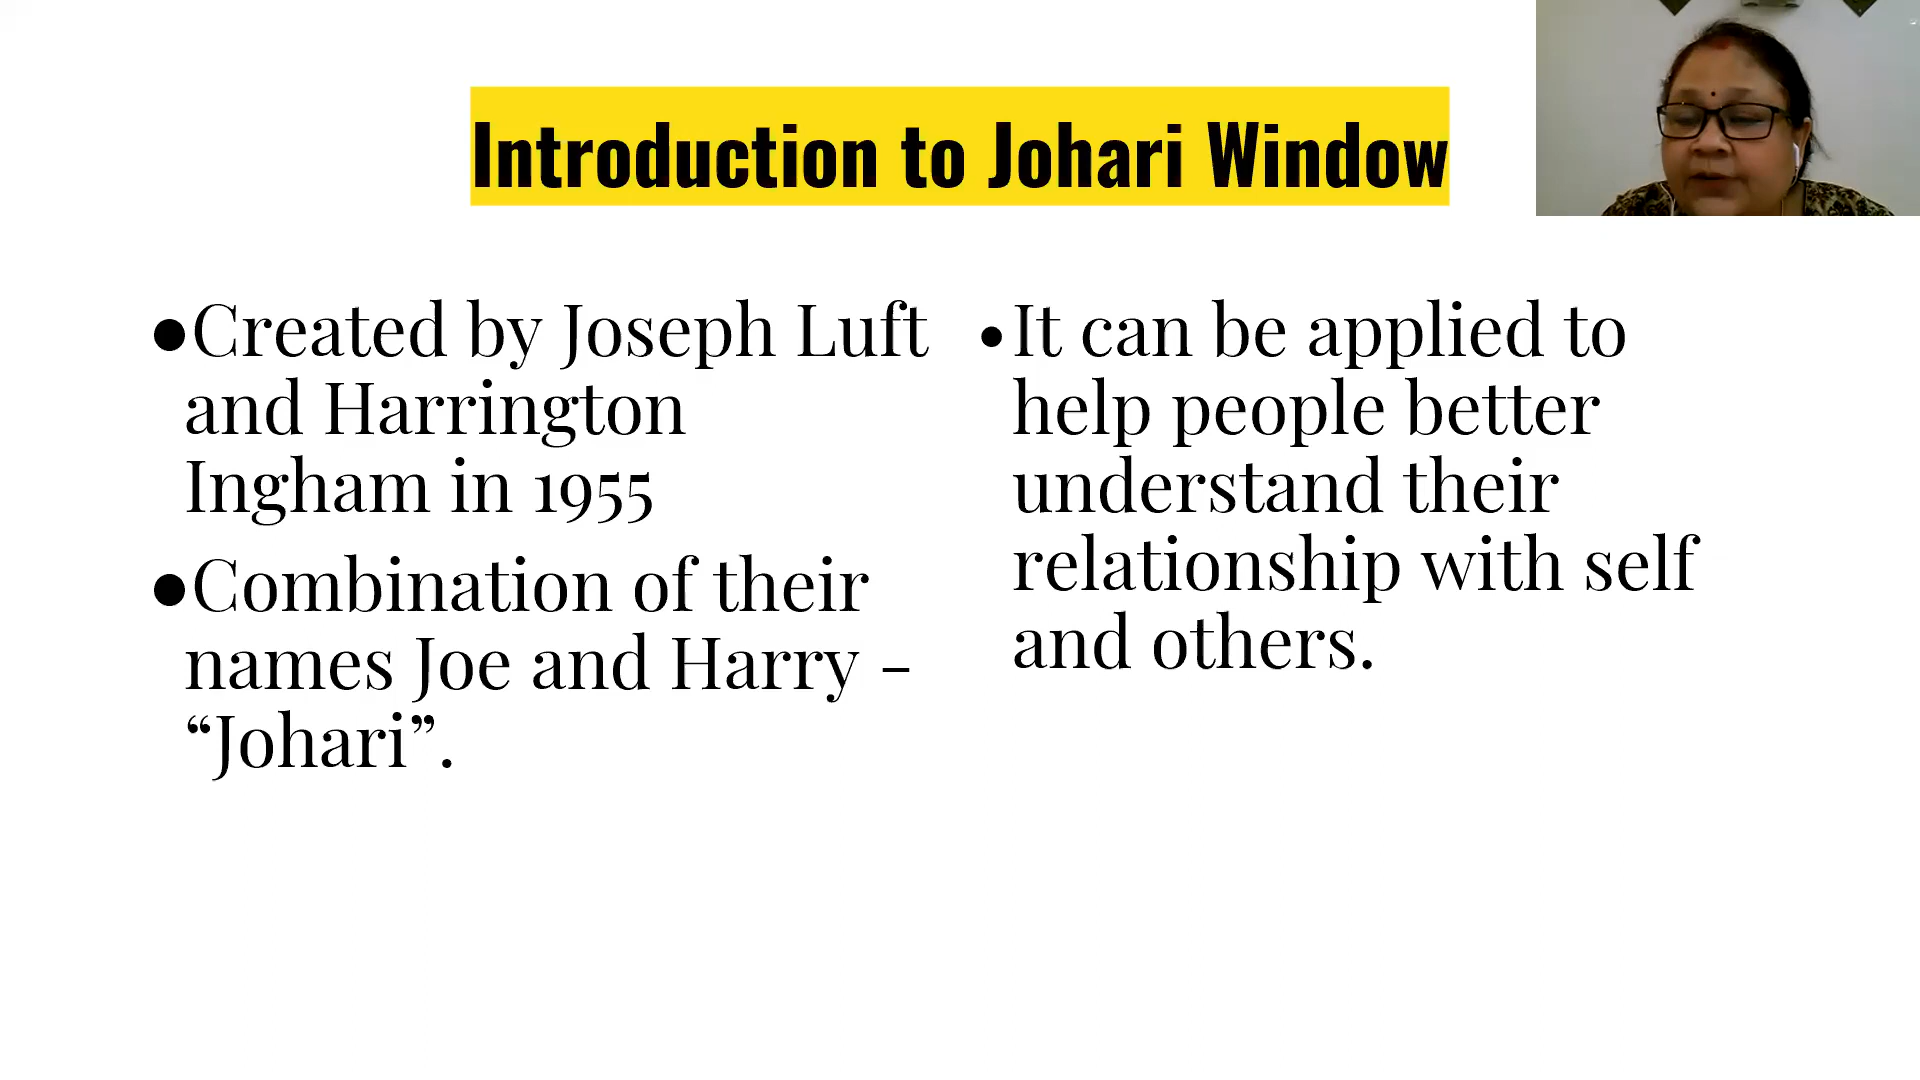 Introduction to Johari Window
●Created by Joseph Luft
and Harrington
Ingham in 1955
●Combination of their
names Joe and Harry –
“Johari”.
•It can be applied to
help people better
understand their
relationship with self
and others.